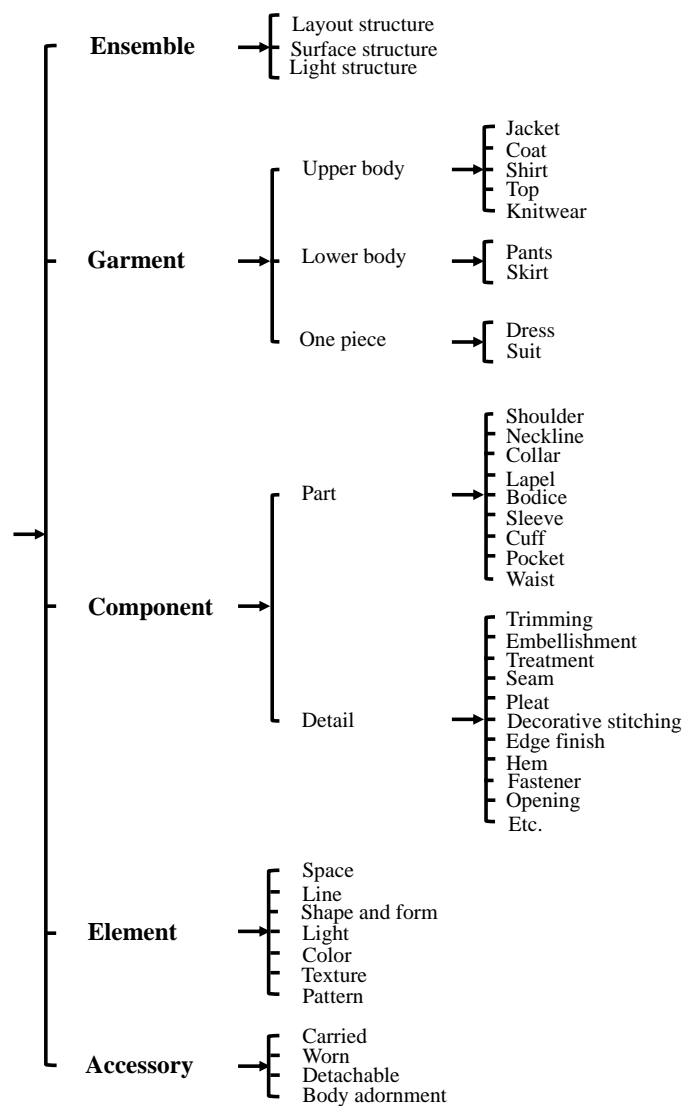 Ensemble
Layout structure
Surface structure
Light structure
Garment
Upper body
Jacket
Coat
Shirt
Top
Knitwear
Lower body
Pants
Skirt
One piece
Dress
Suit
Component
Part
Shoulder
Neckline
Collar
Lapel
Bodice
Sleeve
Cuff
Pocket
Waist
Detail
Trimming
Embellishment
Treatment
Seam
Pleat
Decorative stitching
Edge finish
Hem
Fastener
Opening
Etc.
Element
Space
Line
Shape and form
Light
Color
Texture
Pattern
Accessory
Carried
Worn
Detachable
Body adornment